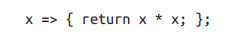 x => { return x * x; };